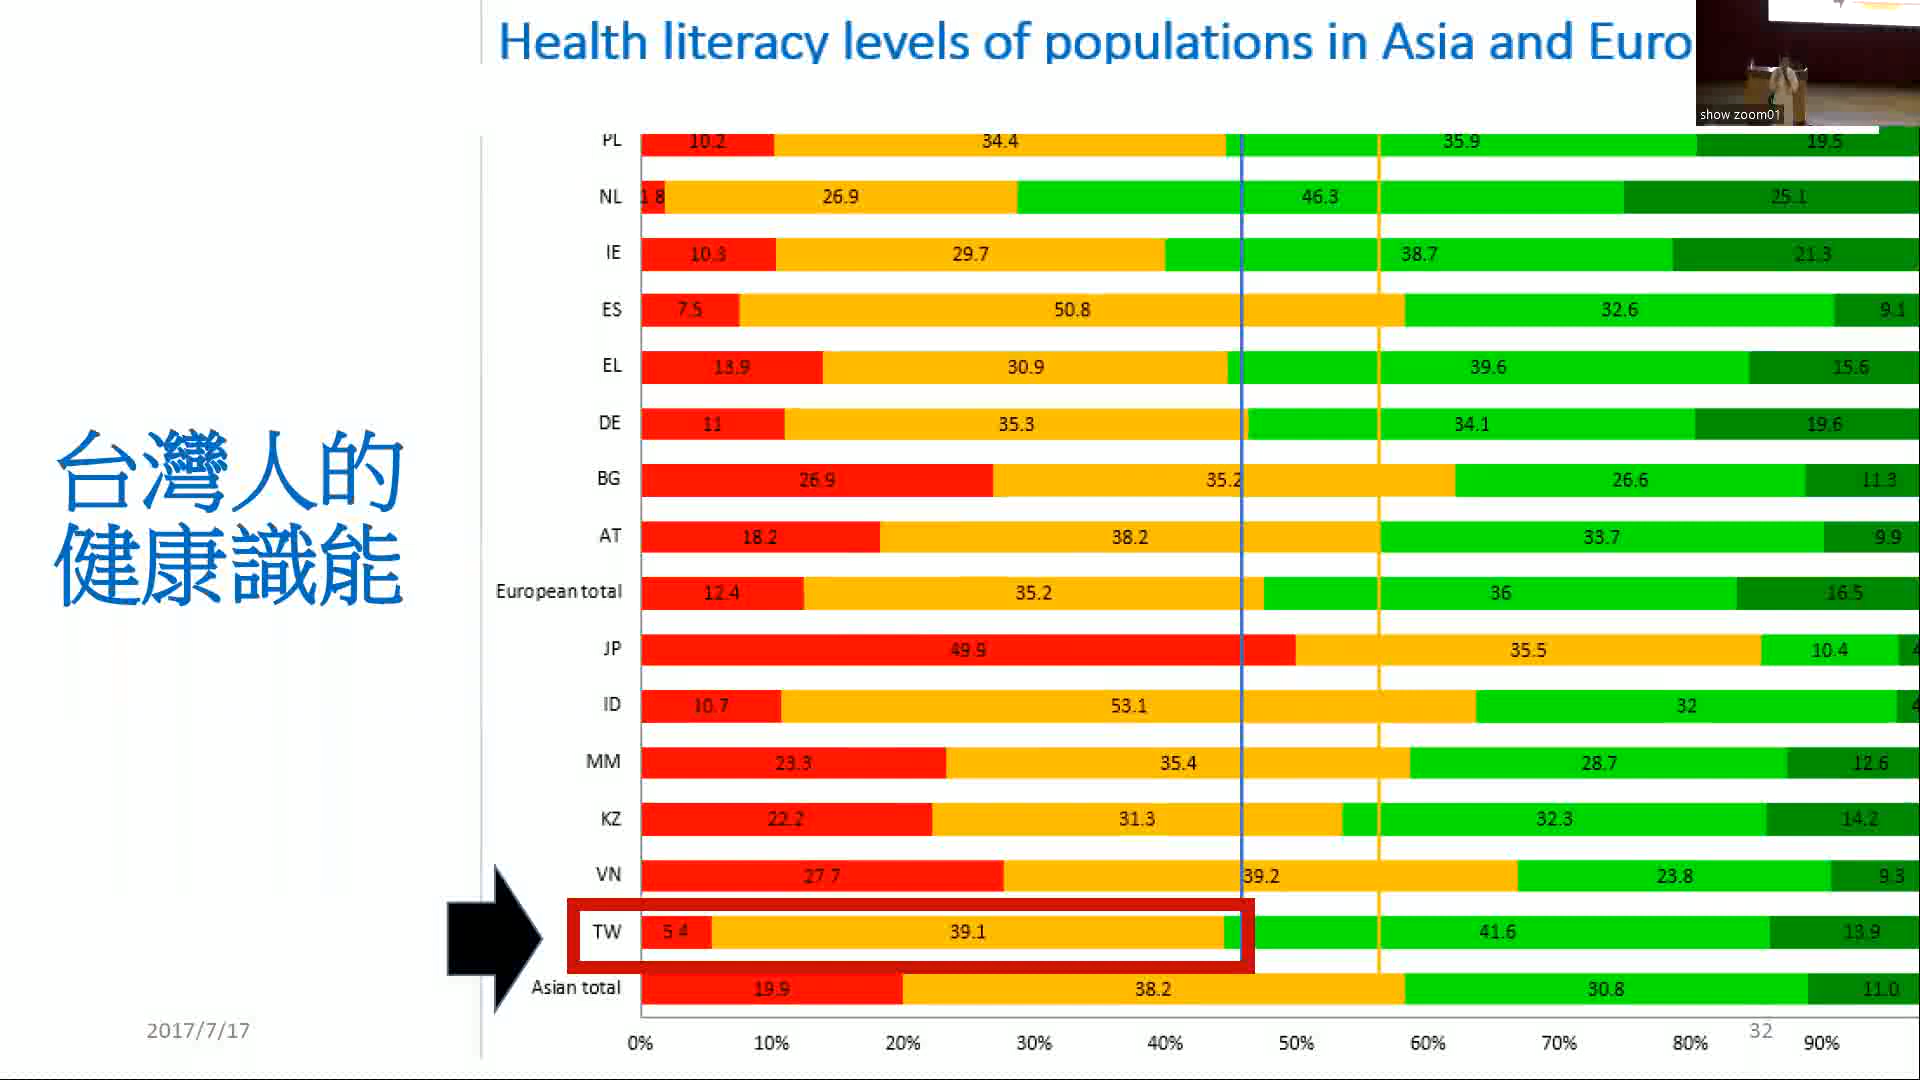 Health literacy levels of populations in Asia and Euro
show zoom01
PL 10.2 34.4 35.9 19.5
NL 1.8 26.9 46.3 25.1
IE 10.3 29.7 38.7 21.3
ES 7.5 50.8 32.6 9.1
EL 13.9 30.9 39.6 15.6
DE 11 35.3 34.1 19.6
BG 26.9 35.2 26.6 11.3
AT 18.2 38.2 33.7 9.9
European total 12.4 35.2 36 16.5
JP 49.9 35.5 10.4 4
ID 10.7 53.1 32 4
MM 23.3 35.4 28.7 12.6
KZ 22.2 31.3 32.3 14.2
VN 27.7 39.2 23.8 9.3
TW 5.4 39.1 41.6 13.9
Asian total 19.9 38.2 30.8 11.0
0% 10% 20% 30% 40% 50% 60% 70% 80% 90%
台灣人的
健康識能
2017/7/17
32